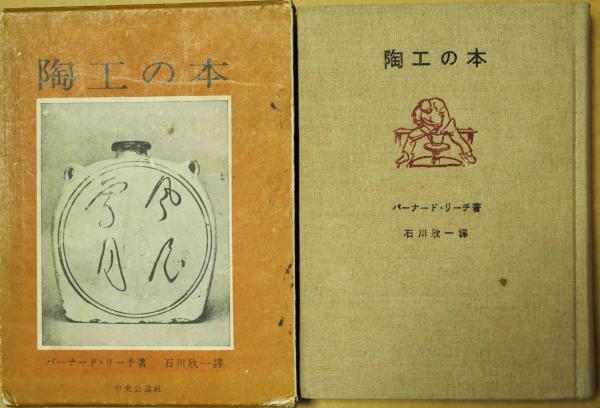 陶工の本
バーナード・リーチ著 石川欣一譯
中央公論社
陶工の本
バーナード・リーチ著
石川欣一譯